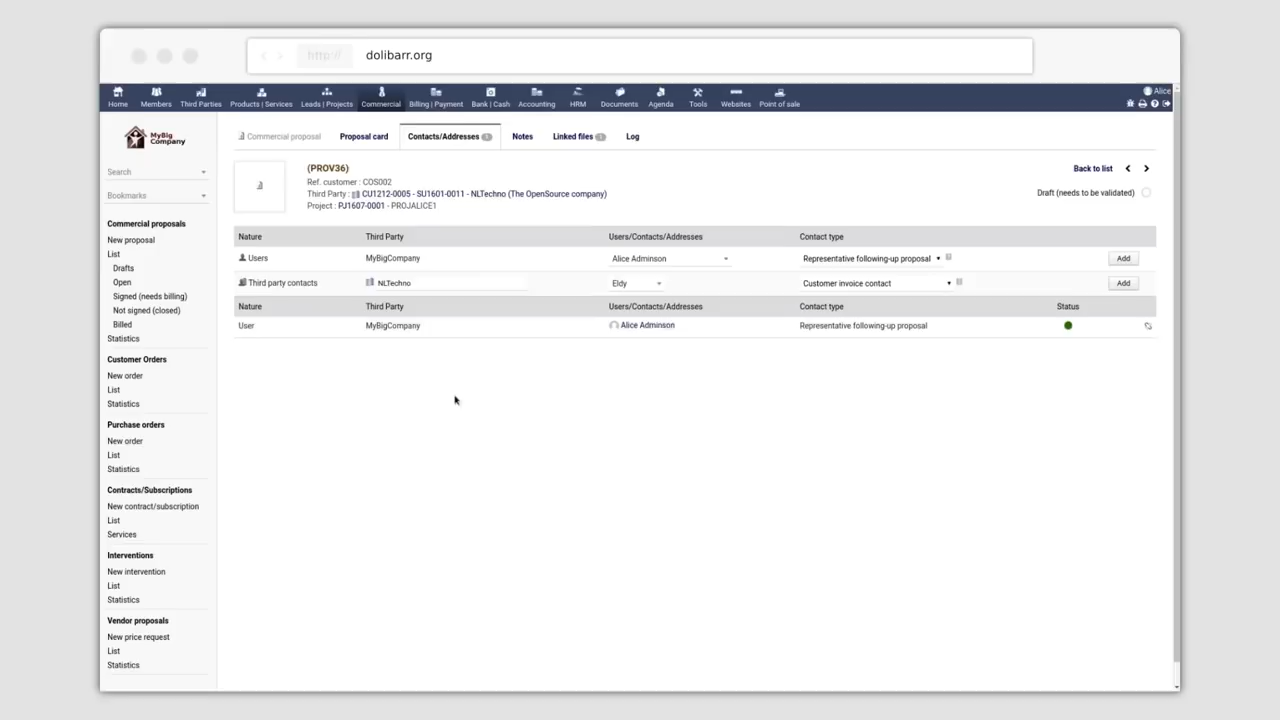 http://
dolibarr.org
Home
Members
Third Parties
Products | Services
Leads | Projects
Commercial
Billing | Payment
Bank | Cash
Accounting
HRM
Documents
Agenda
Tools
Websites
Point of sale
Alice
MyBig
Company
Search
Bookmarks
Commercial proposals
New proposal
List
Drafts
Open
Signed (needs billing)
Not signed (closed)
Billed
Statistics
Customer Orders
New order
List
Statistics
Purchase orders
New order
List
Statistics
Contracts/Subscriptions
New contract/subscription
List
Services
Interventions
New intervention
List
Statistics
Vendor proposals
New price request
List
Statistics
Commercial proposal
Proposal card
Contacts/Addresses
Notes
Linked files
Log
(PROV36)
Ref. customer : COS002
Third Party : CU1212-0005 - SU1601-0011 - NLTechno (The OpenSource company)
Project : PJ1607-0001 - PROJALICE1
Back to list
Draft (needs to be validated)
Nature Third Party Users/Contacts/Addresses Contact type
Users MyBigCompany Alice Adminson Representative following-up proposal Add
Third party contacts NLTechno Eldy Customer invoice contact Add
Nature Third Party Users/Contacts/Addresses Contact type Status
User MyBigCompany Alice Adminson Representative following-up proposal